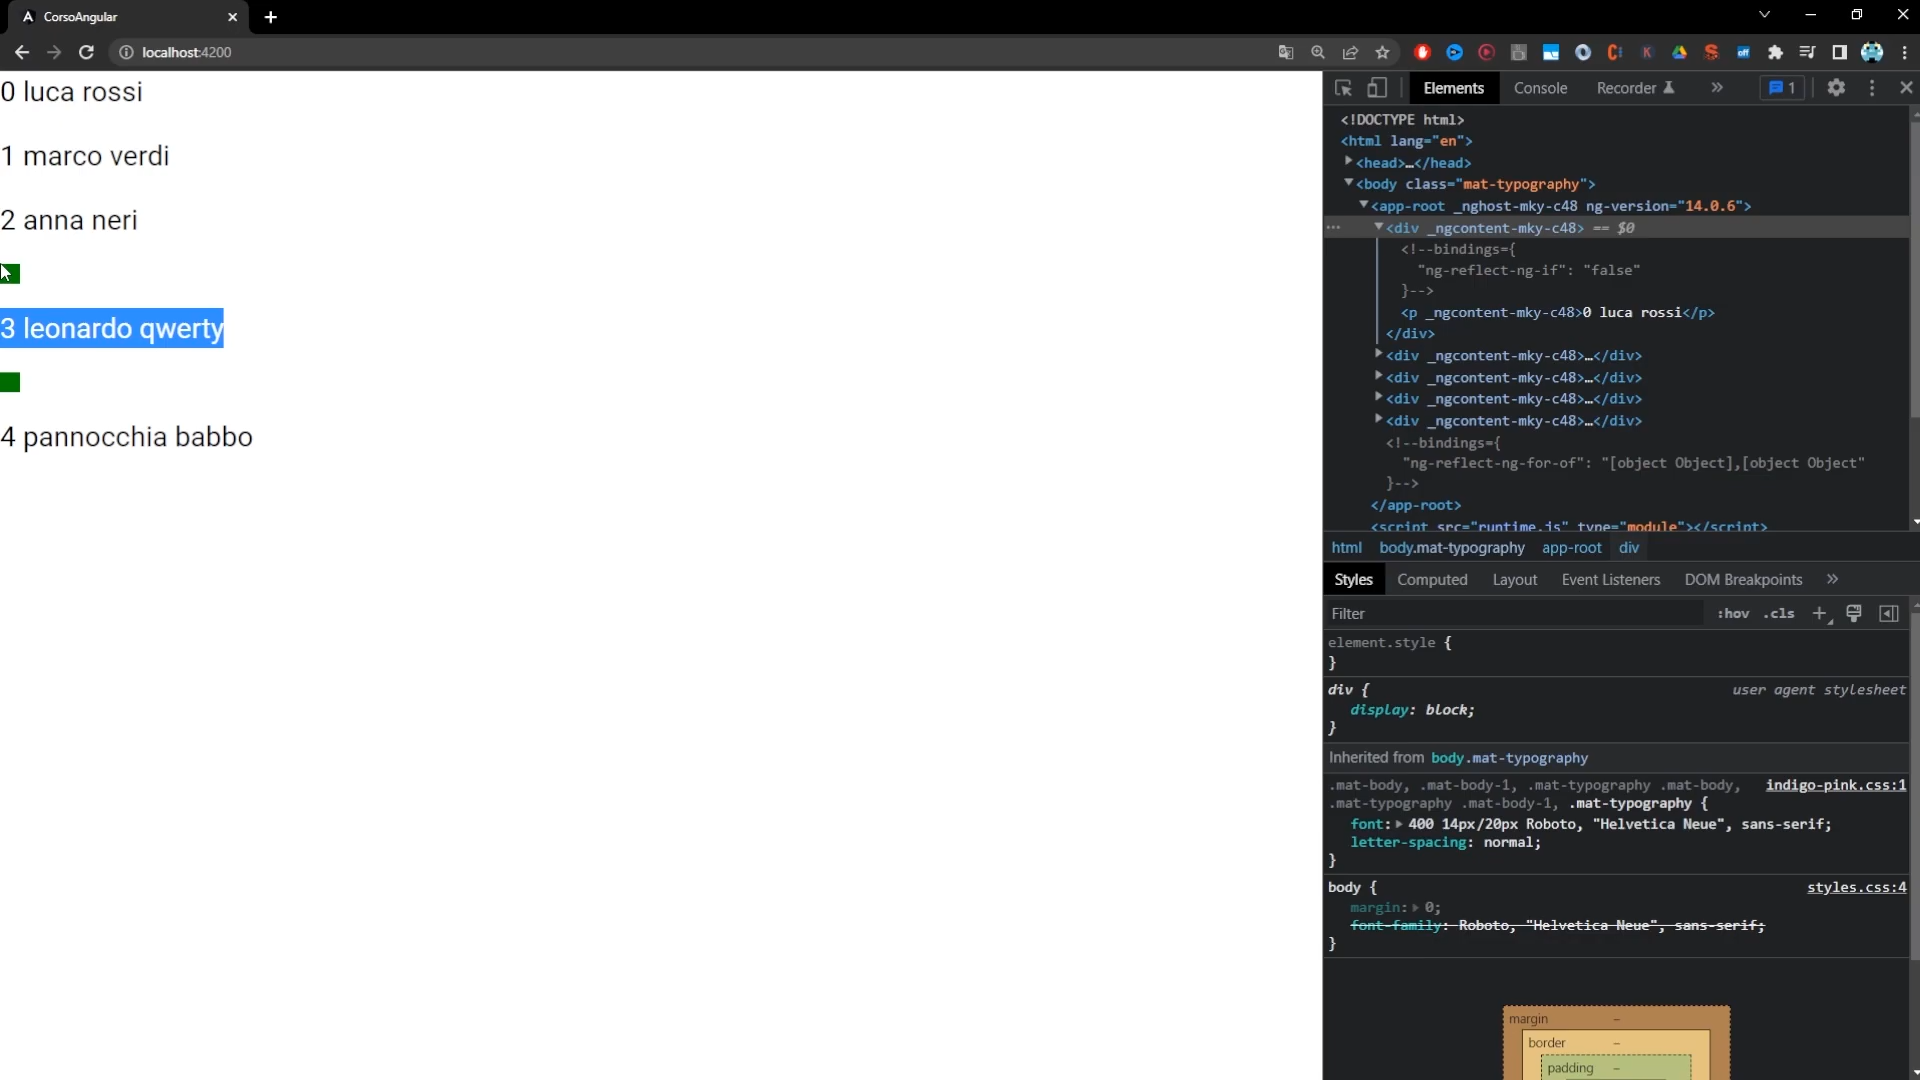 CorsoAngular
localhost:4200
0 luca rossi
1 marco verdi
2 anna neri
3 leonardo qwerty
4 pannocchia babbo
Elements Console Recorder 1
<!DOCTYPE html>
<html lang="en">
<head>…</head>
<body class="mat-typography">
<app-root _nghost-mky-c48 ng-version="14.0.6">
<div _ngcontent-mky-c48> == $0
<!--bindings={
"ng-reflect-ng-if": "false"
}-->
<p _ngcontent-mky-c48>0 luca rossi</p>
</div>
<div _ngcontent-mky-c48>…</div>
<div _ngcontent-mky-c48>…</div>
<div _ngcontent-mky-c48>…</div>
<div _ngcontent-mky-c48>…</div>
<!--bindings={
"ng-reflect-ng-for-of": "[object Object],[object Object"
}-->
</app-root>
<script src="runtime.js" type="module"></script>
html body.mat-typography app-root div
Styles Computed Layout Event Listeners DOM Breakpoints
Filter :hov .cls
element.style {
}
div { user agent stylesheet
display: block;
}
Inherited from body.mat-typography
.mat-body, .mat-body-1, .mat-typography .mat-body, indigo-pink.css:1
.mat-typography .mat-body-1, .mat-typography {
font: 400 14px/20px Roboto, "Helvetica Neue", sans-serif;
letter-spacing: normal;
}
body { styles.css:4
margin: 0;
font-family: Roboto, "Helvetica Neue", sans-serif;
}
margin –
border –
padding –